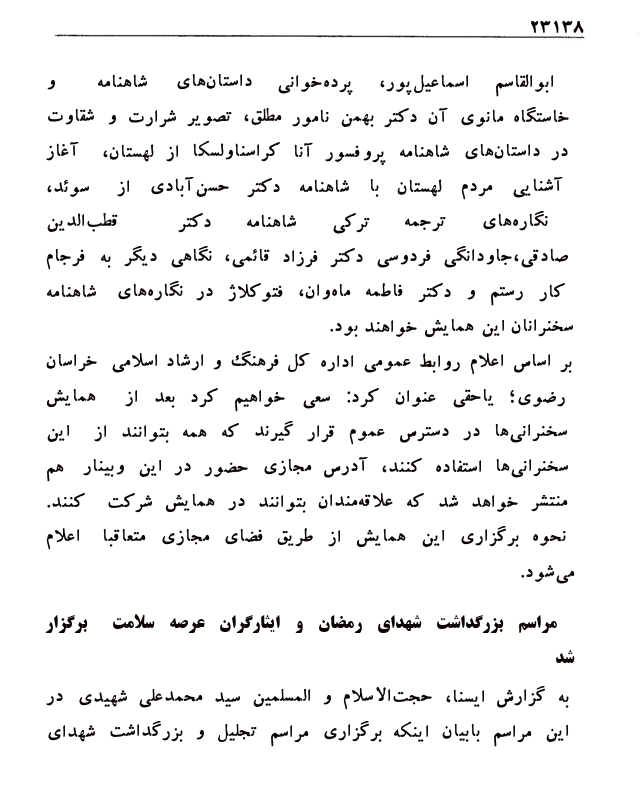 ۲۳۱۳۸
ابوالقاسم اسماعیل‌پور، پرده‌خوانی داستان‌های شاهنامه و
خاستگاه مانوی آن دکتر بهمن نامور مطلق، تصویر شرارت و شقاوت
در داستان‌های شاهنامه پروفسور آنا کراسناولسکا از لهستان، آغاز
آشنایی مردم لهستان با شاهنامه دکتر حسن‌آبادی از سوئد،
نگاره‌های ترجمه ترکی شاهنامه دکتر قطب‌الدین
صادقی،جاودانگی فردوسی دکتر فرزاد قائمی، نگاهی دیگر به فرجام
کار رستم و دکتر فاطمه ماه‌وان، فتوکلاژ در نگاره‌های شاهنامه
سخنرانان این همایش خواهند بود.
بر اساس اعلام روابط عمومی اداره کل فرهنگ و ارشاد اسلامی خراسان
رضوی؛ یاحقی عنوان کرد: سعی خواهیم کرد بعد از همایش
سخنرانی‌ها در دسترس عموم قرار گیرند که همه بتوانند از این
سخنرانی‌ها استفاده کنند، آدرس مجازی حضور در این وبینار هم
منتشر خواهد شد که علاقه‌مندان بتوانند در همایش شرکت کنند.
نحوه برگزاری این همایش از طریق فضای مجازی متعاقبا اعلام
می‌شود.
مراسم بزرگداشت شهدای رمضان و ایثارگران عرصه سلامت برگزار
شد
به گزارش ایسنا، حجت‌الاسلام و المسلمین سید محمدعلی شهیدی در
این مراسم بابیان اینکه برگزاری مراسم تجلیل و بزرگداشت شهدای